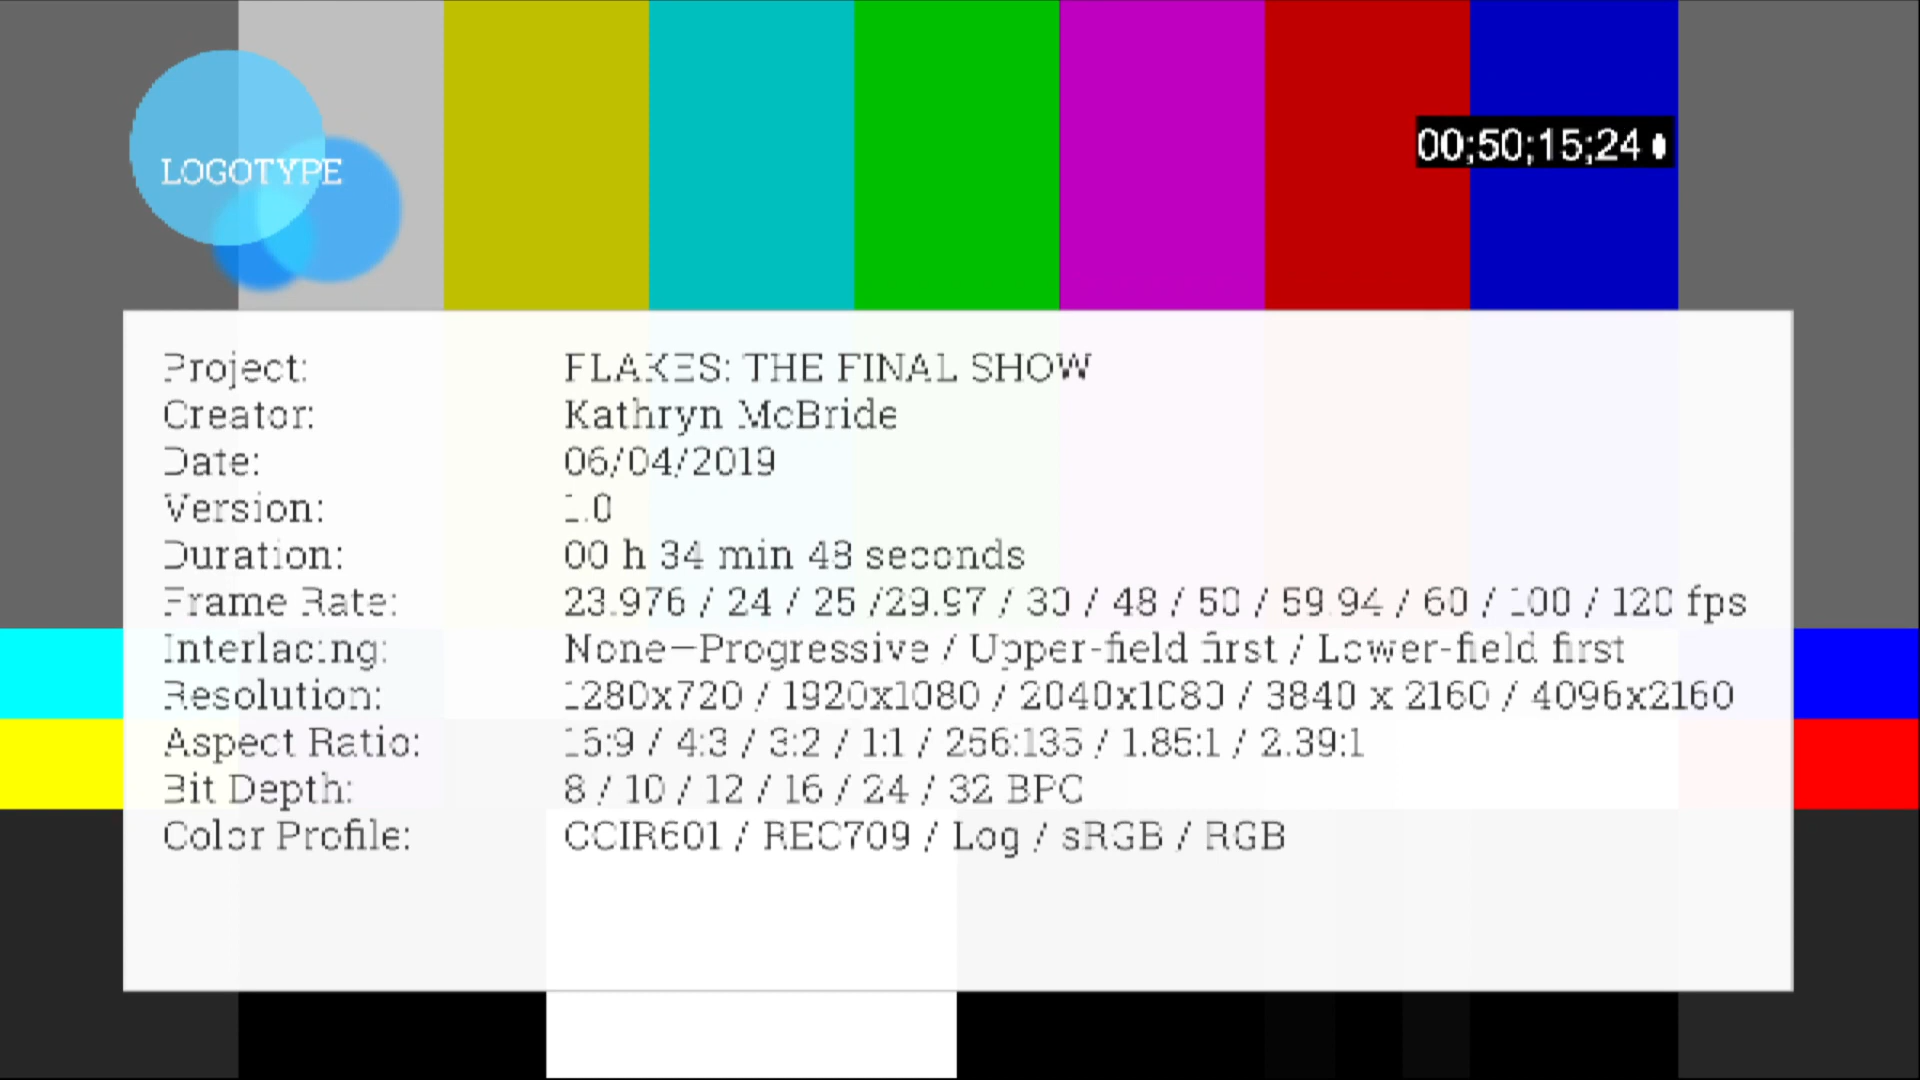 LOGOTYPE
00;50;15;24
Project: FLAKES: THE FINAL SHOW
Creator: Kathryn McBride
Date: 06/04/2019
Version: 1.0
Duration: 00 h 34 min 48 seconds
Frame Rate: 23.976 / 24 / 25 /29.97 / 30 / 48 / 50 / 59.94 / 60 / 100 / 120 fps
Interlacing: None—Progressive / Upper-field first / Lower-field first
Resolution: 1280x720 / 1920x1080 / 2040x1080 / 3840 x 2160 / 4096x2160
Aspect Ratio: 16:9 / 4:3 / 3:2 / 1:1 / 256:135 / 1.85:1 / 2.39:1
Bit Depth: 8 / 10 / 12 / 16 / 24 / 32 BPC
Color Profile: CCIR601 / REC709 / Log / sRGB / RGB